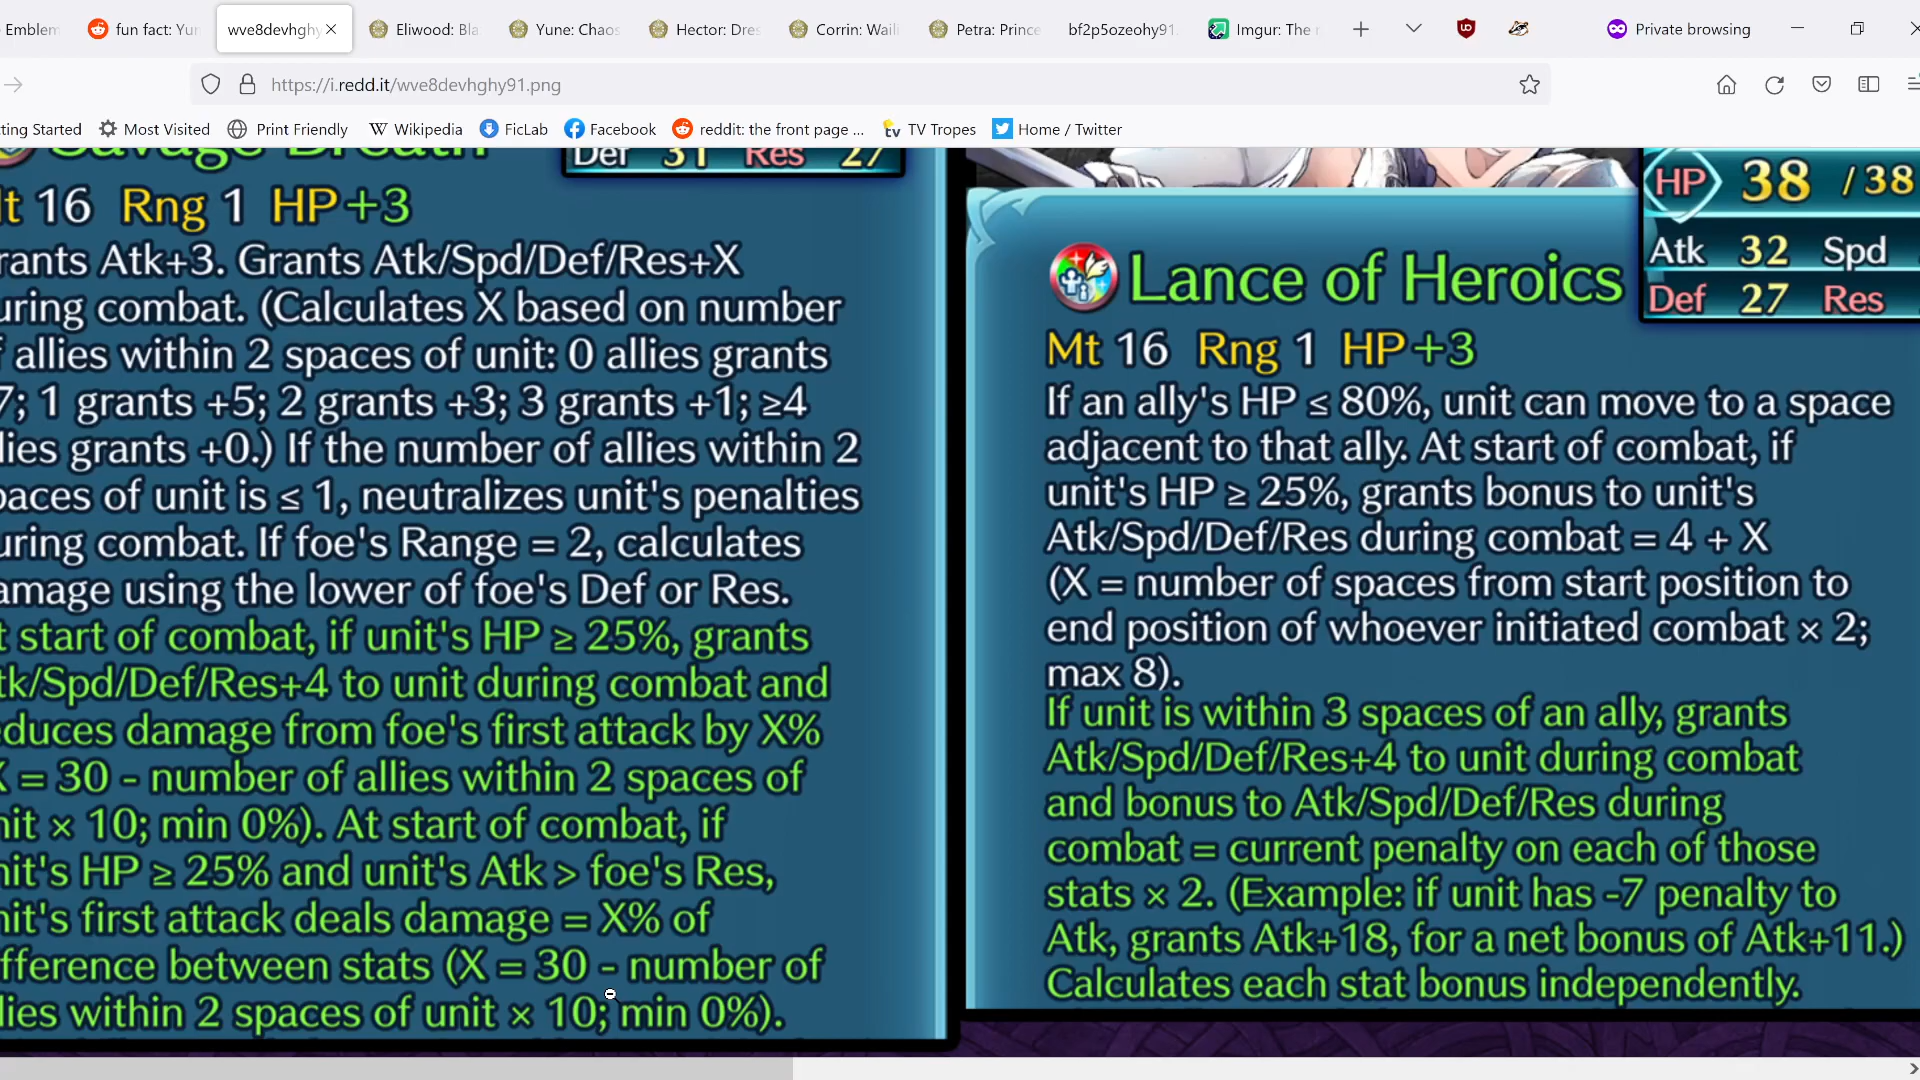 Emblem
fun fact: Yun
wve8devhghy
Eliwood: Bla
Yune: Chaos
Hector: Dres
Corrin: Waili
Petra: Prince
bf2p5ozeohy91.
Imgur: The r
Private browsing
https://i.redd.it/wve8devhghy91.png
ting Started
Most Visited
Print Friendly
Wikipedia
FicLab
Facebook
reddit: the front page ...
TV Tropes
Home / Twitter
Savage Breath
Def 31 Res 27
Mt 16 Rng 1 HP+3
rants Atk+3. Grants Atk/Spd/Def/Res+X
uring combat. (Calculates X based on number
f allies within 2 spaces of unit: 0 allies grants
7; 1 grants +5; 2 grants +3; 3 grants +1; ≥4
lies grants +0.) If the number of allies within 2
paces of unit is ≤ 1, neutralizes unit's penalties
uring combat. If foe's Range = 2, calculates
amage using the lower of foe's Def or Res.
t start of combat, if unit's HP ≥ 25%, grants
tk/Spd/Def/Res+4 to unit during combat and
educes damage from foe's first attack by X%
X = 30 - number of allies within 2 spaces of
nit × 10; min 0%). At start of combat, if
nit's HP ≥ 25% and unit's Atk > foe's Res,
nit's first attack deals damage = X% of
fference between stats (X = 30 - number of
lies within 2 spaces of unit × 10; min 0%).
HP 38 / 38
Atk 32 Spd
Def 27 Res
Lance of Heroics
Mt 16 Rng 1 HP+3
If an ally's HP ≤ 80%, unit can move to a space
adjacent to that ally. At start of combat, if
unit's HP ≥ 25%, grants bonus to unit's
Atk/Spd/Def/Res during combat = 4 + X
(X = number of spaces from start position to
end position of whoever initiated combat × 2;
max 8).
If unit is within 3 spaces of an ally, grants
Atk/Spd/Def/Res+4 to unit during combat
and bonus to Atk/Spd/Def/Res during
combat = current penalty on each of those
stats × 2. (Example: if unit has -7 penalty to
Atk, grants Atk+18, for a net bonus of Atk+11.)
Calculates each stat bonus independently.